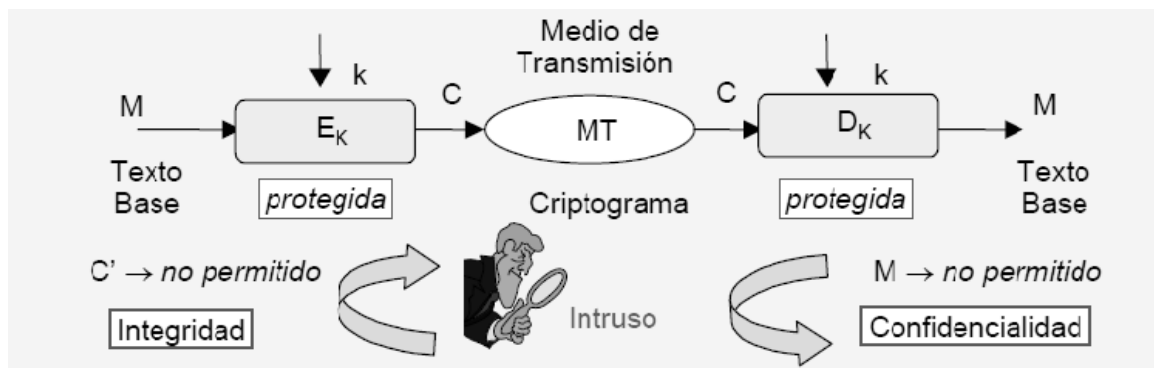 Medio de
Transmisión
k
k
M
C
C
M
E_K
MT
D_K
Texto
Base
protegida
Criptograma
protegida
Texto
Base
C’ → no permitido
M → no permitido
Integridad
Intruso
Confidencialidad